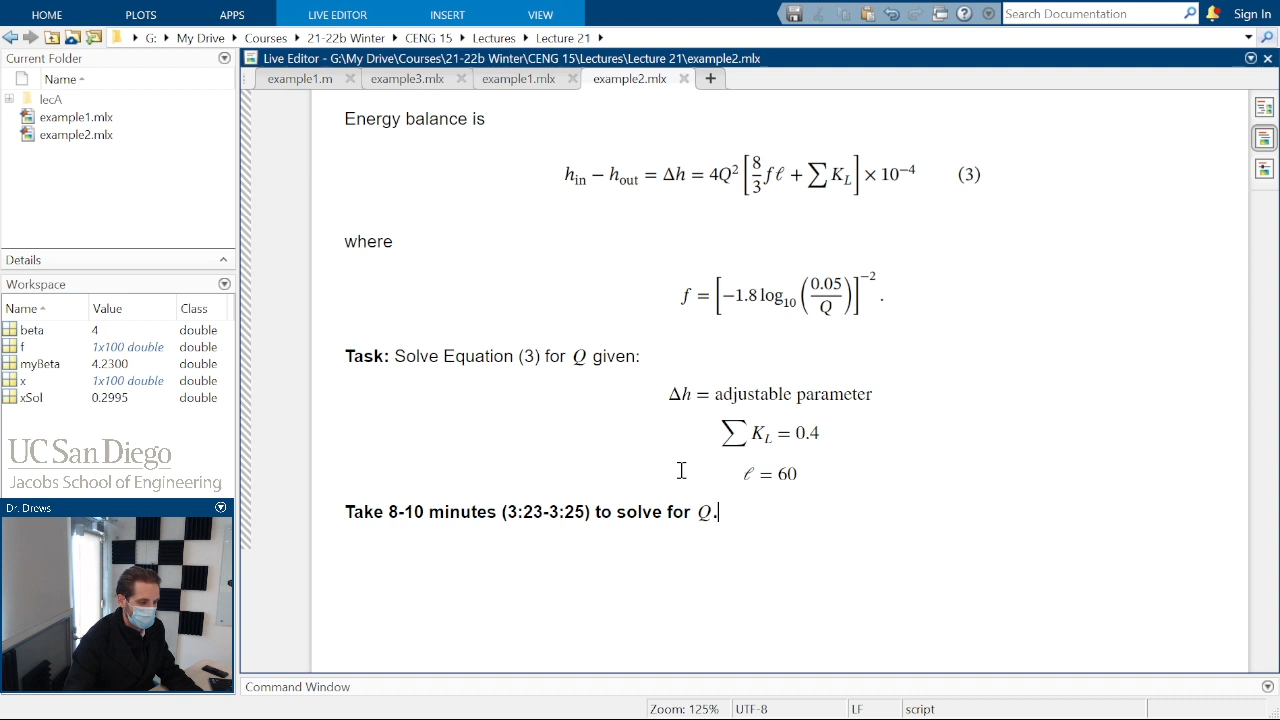 HOME PLOTS APPS LIVE EDITOR INSERT VIEW Search Documentation Sign In
G: My Drive Courses 21-22b Winter CENG 15 Lectures Lecture 21
Current Folder
Live Editor - G:\My Drive\Courses\21-22b Winter\CENG 15\Lectures\Lecture 21\example2.mlx
Name
example1.m example3.mlx example1.mlx example2.mlx
lecA
example1.mlx
example2.mlx
Details
Workspace
Name Value Class
beta 4 double
f 1x100 double double
myBeta 4.2300 double
x 1x100 double double
xSol 0.2995 double
UC San Diego
Jacobs School of Engineering
Dr. Drews
Energy balance is
h_in − h_out = Δh = 4Q² [8/3 fℓ + ∑ K_L] × 10⁻⁴ (3)
where
f = [−1.8 log₁₀ (0.05/Q)]⁻².
Task: Solve Equation (3) for Q given:
Δh = adjustable parameter
∑ K_L = 0.4
ℓ = 60
Take 8-10 minutes (3:23-3:25) to solve for Q.
Command Window
Zoom: 125% UTF-8 LF script